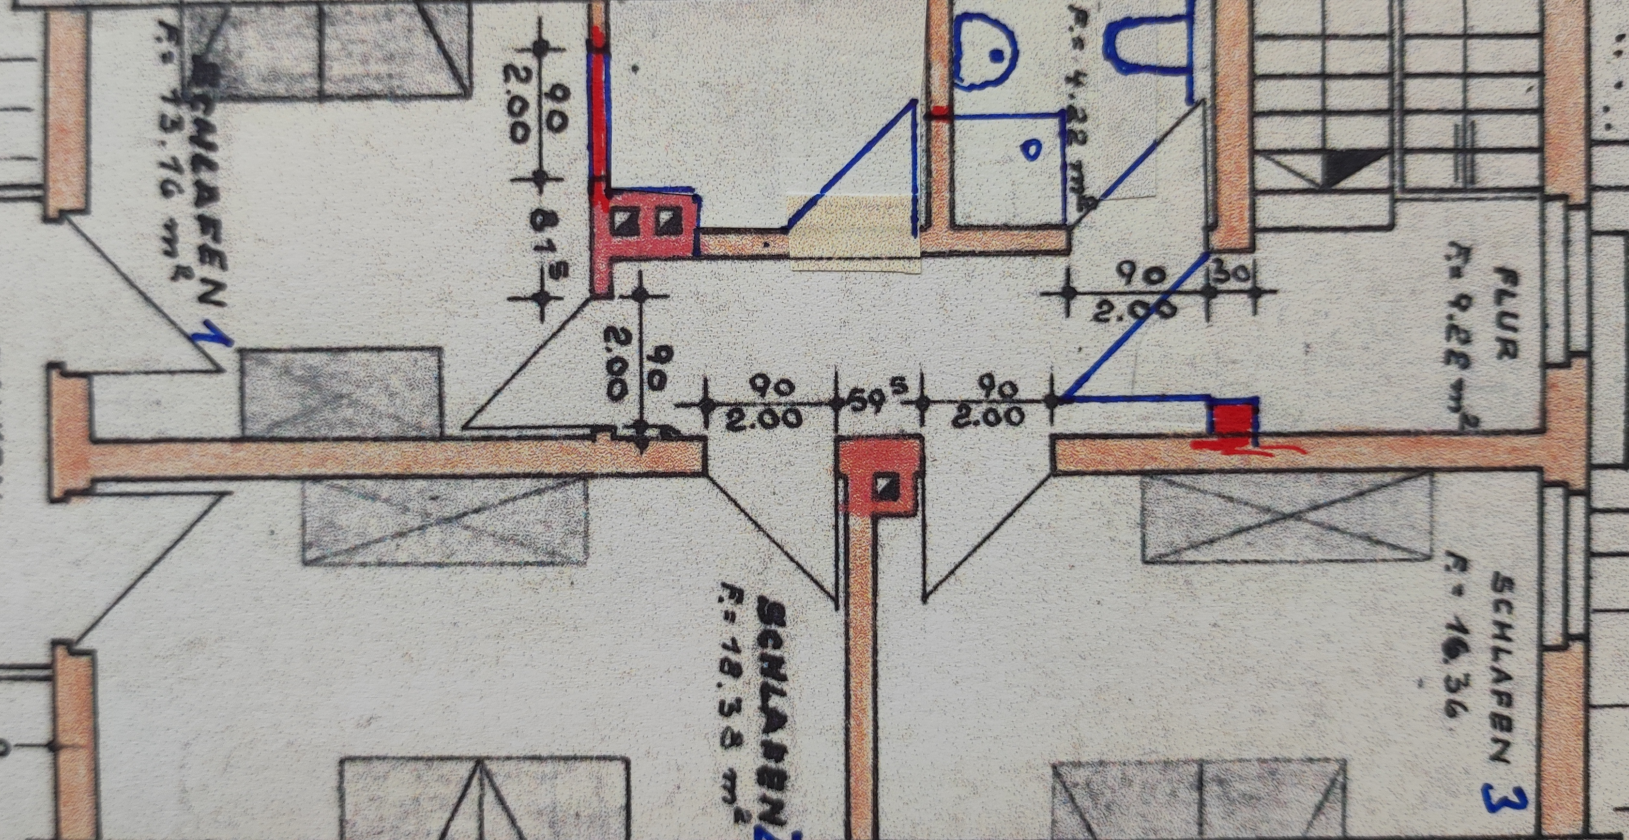 SCHLAFEN 1
F.= 13.76 m²
90
2.00
81⁵
90
2.00
F.= 4.22 m²
90
2.00
30
FLUR
F.= 9.22 m²
90
2.00
59⁵
90
2.00
SCHLAFEN 2
F.= 18.38 m²
SCHLAFEN 3
F.= 16.36